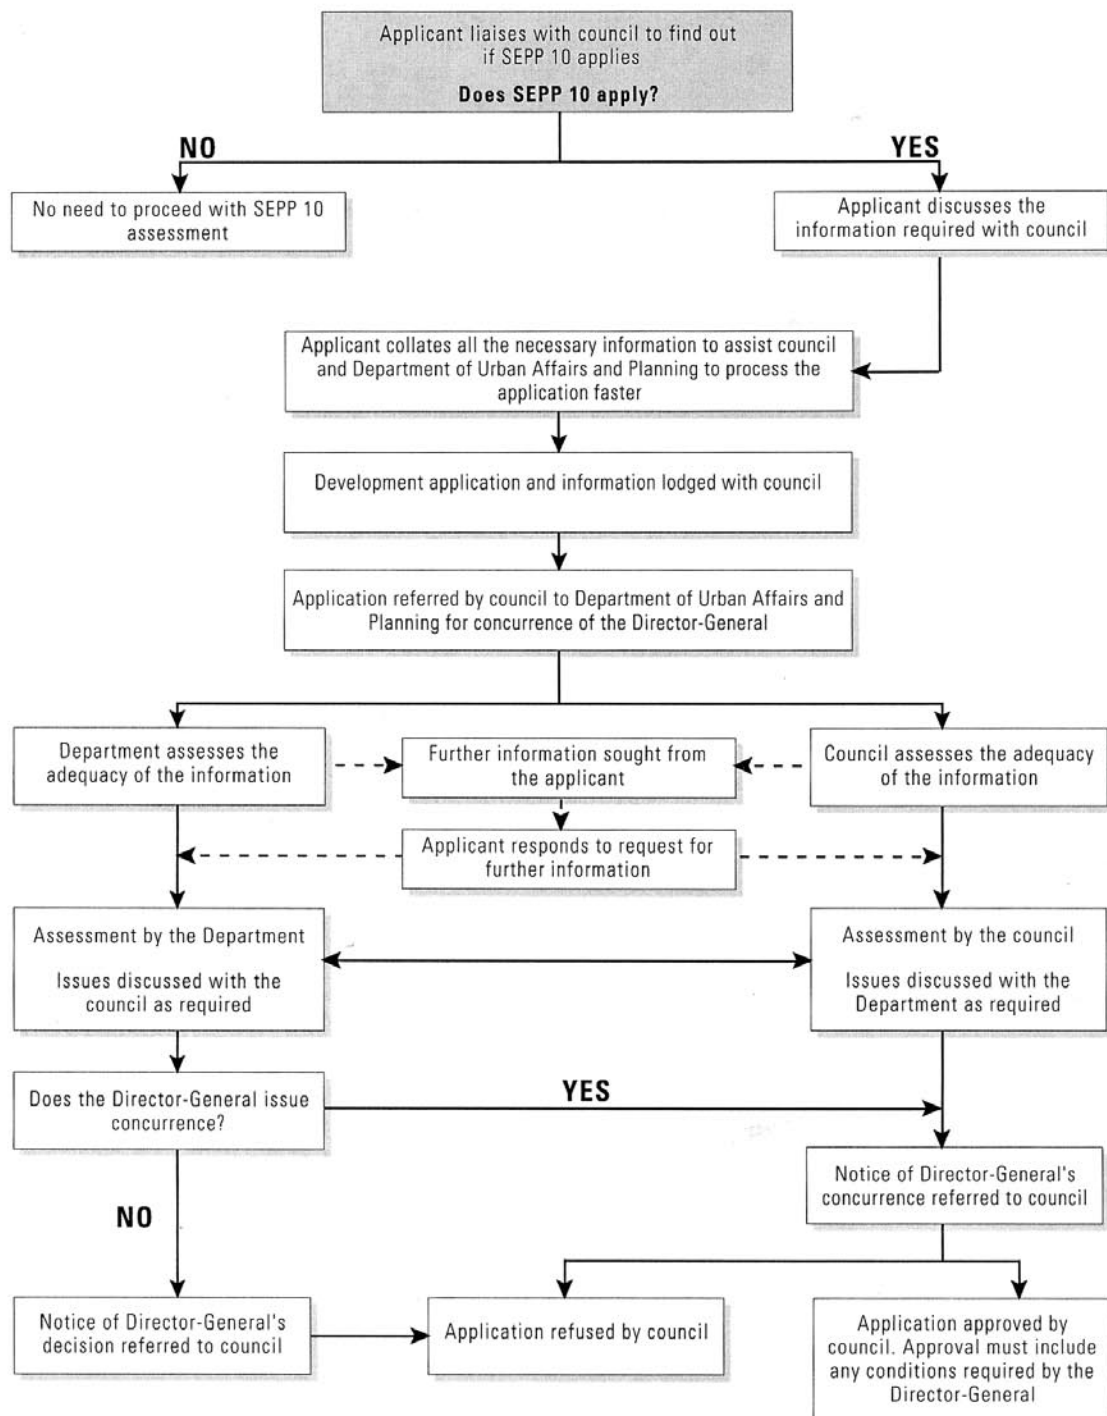 Applicant liaises with council to find out
if SEPP 10 applies
Does SEPP 10 apply?
NO
YES
No need to proceed with SEPP 10
assessment
Applicant discusses the
information required with council
Applicant collates all the necessary information to assist council
and Department of Urban Affairs and Planning to process the
application faster
Development application and information lodged with council
Application referred by council to Department of Urban Affairs and
Planning for concurrence of the Director-General
Department assesses the
adequacy of the information
Further information sought from
the applicant
Council assesses the adequacy
of the information
Applicant responds to request for
further information
Assessment by the Department
Issues discussed with the
council as required
Assessment by the council
Issues discussed with the
Department as required
Does the Director-General issue
concurrence?
YES
NO
Notice of Director-General's
concurrence referred to council
Notice of Director-General's
decision referred to council
Application refused by council
Application approved by
council. Approval must include
any conditions required by the
Director-General